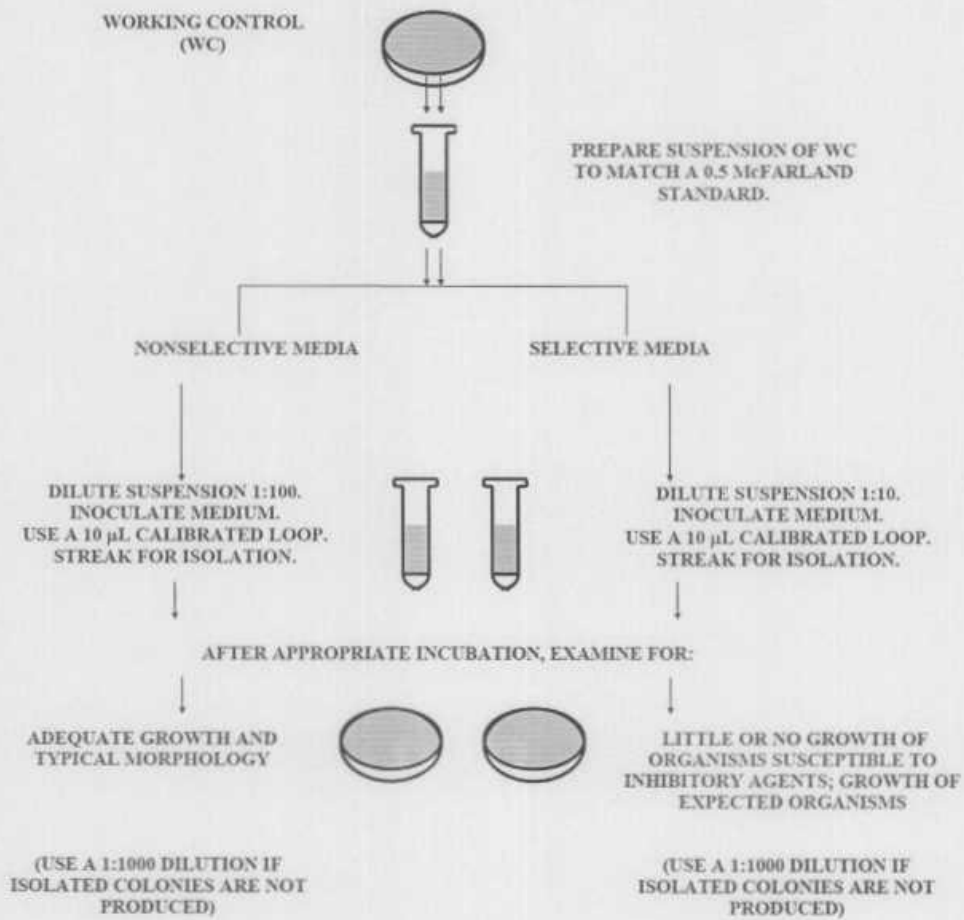 WORKING CONTROL
(WC)
PREPARE SUSPENSION OF WC
TO MATCH A 0.5 McFARLAND
STANDARD.
NONSELECTIVE MEDIA
SELECTIVE MEDIA
DILUTE SUSPENSION 1:100.
INOCULATE MEDIUM.
USE A 10 µL CALIBRATED LOOP.
STREAK FOR ISOLATION.
DILUTE SUSPENSION 1:10.
INOCULATE MEDIUM.
USE A 10 µL CALIBRATED LOOP.
STREAK FOR ISOLATION.
AFTER APPROPRIATE INCUBATION, EXAMINE FOR:
ADEQUATE GROWTH AND
TYPICAL MORPHOLOGY
LITTLE OR NO GROWTH OF
ORGANISMS SUSCEPTIBLE TO
INHIBITORY AGENTS; GROWTH OF
EXPECTED ORGANISMS
(USE A 1:1000 DILUTION IF
ISOLATED COLONIES ARE NOT
PRODUCED)
(USE A 1:1000 DILUTION IF
ISOLATED COLONIES ARE NOT
PRODUCED)